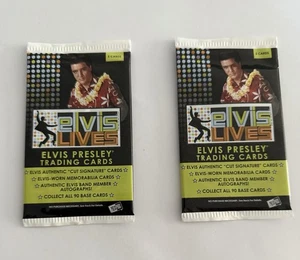 elvis
LIVES
ELVIS PRESLEY
TRADING CARDS
☆ ELVIS AUTHENTIC "CUT SIGNATURE" CARDS ☆
☆ ELVIS-WORN MEMORABILIA CARDS ☆
☆ AUTHENTIC ELVIS BAND MEMBER
AUTOGRAPHS! ☆
☆ COLLECT ALL 90 BASE CARDS ☆
elvis
LIVES
ELVIS PRESLEY
TRADING CARDS
☆ ELVIS AUTHENTIC "CUT SIGNATURE" CARDS ☆
☆ ELVIS-WORN MEMORABILIA CARDS ☆
☆ AUTHENTIC ELVIS BAND MEMBER
AUTOGRAPHS! ☆
☆ COLLECT ALL 90 BASE CARDS ☆